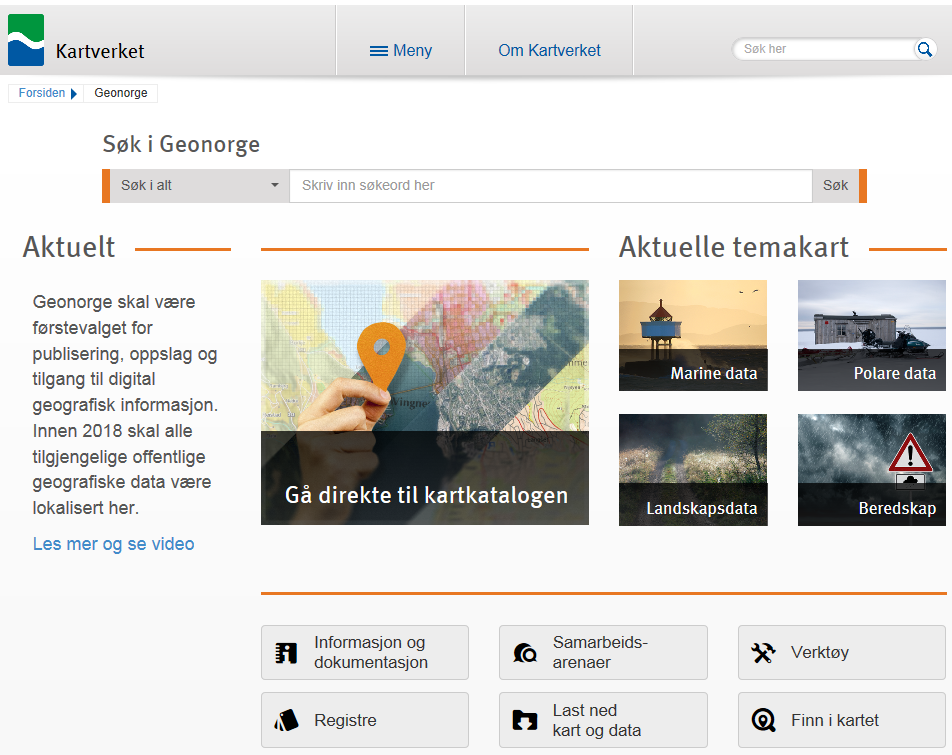 Kartverket
Meny
Om Kartverket
Søk her
Forsiden
Geonorge
Søk i Geonorge
Søk i alt
Skriv inn søkeord her
Søk
Aktuelt
Geonorge skal være
førstevalget for
publisering, oppslag og
tilgang til digital
geografisk informasjon.
Innen 2018 skal alle
tilgjengelige offentlige
geografiske data være
lokalisert her.
Les mer og se video
Gå direkte til kartkatalogen
Aktuelle temakart
Marine data
Polare data
Landskapsdata
Beredskap
Informasjon og
dokumentasjon
Samarbeids-
arenaer
Verktøy
Registre
Last ned
kart og data
Finn i kartet